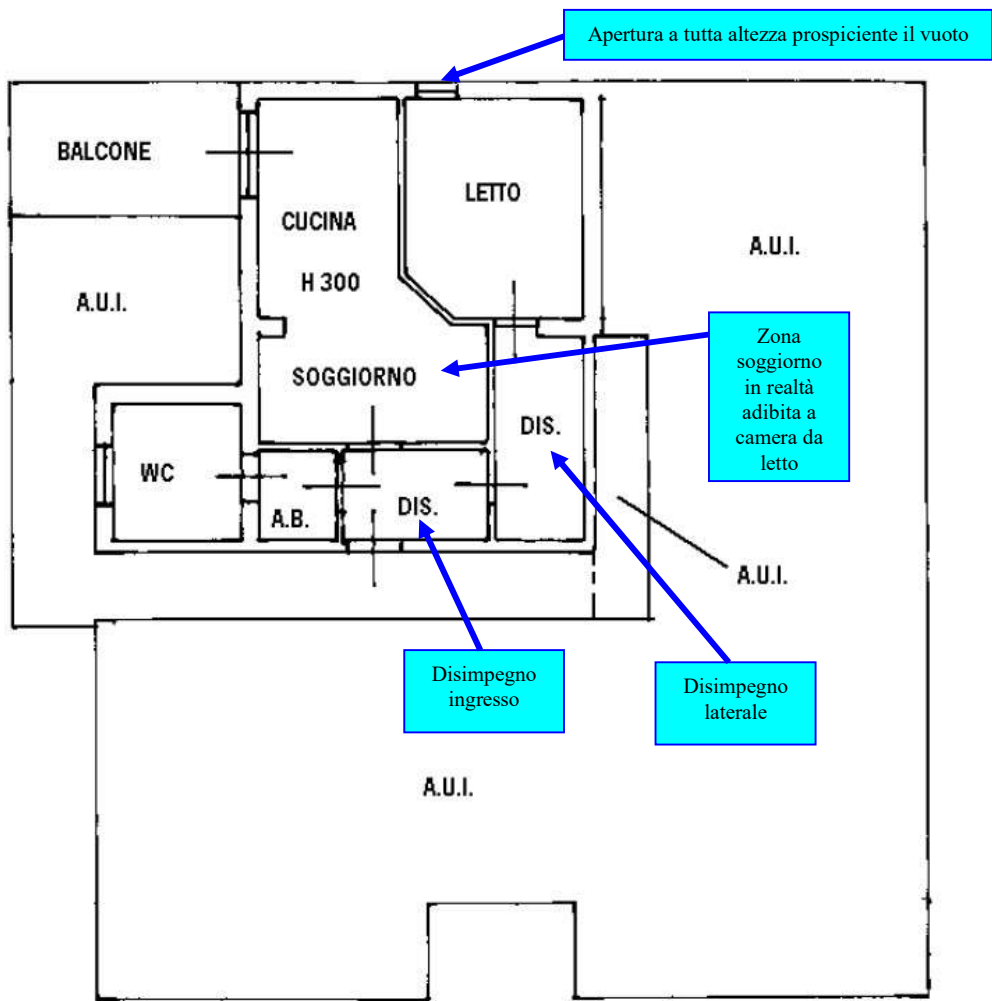 Apertura a tutta altezza prospiciente il vuoto
BALCONE
LETTO
CUCINA
A.U.I.
H 300
A.U.I.
Zona
soggiorno
in realtà
adibita a
camera da
letto
SOGGIORNO
DIS.
WC
A.B.
DIS.
A.U.I.
Disimpegno
ingresso
Disimpegno
laterale
A.U.I.